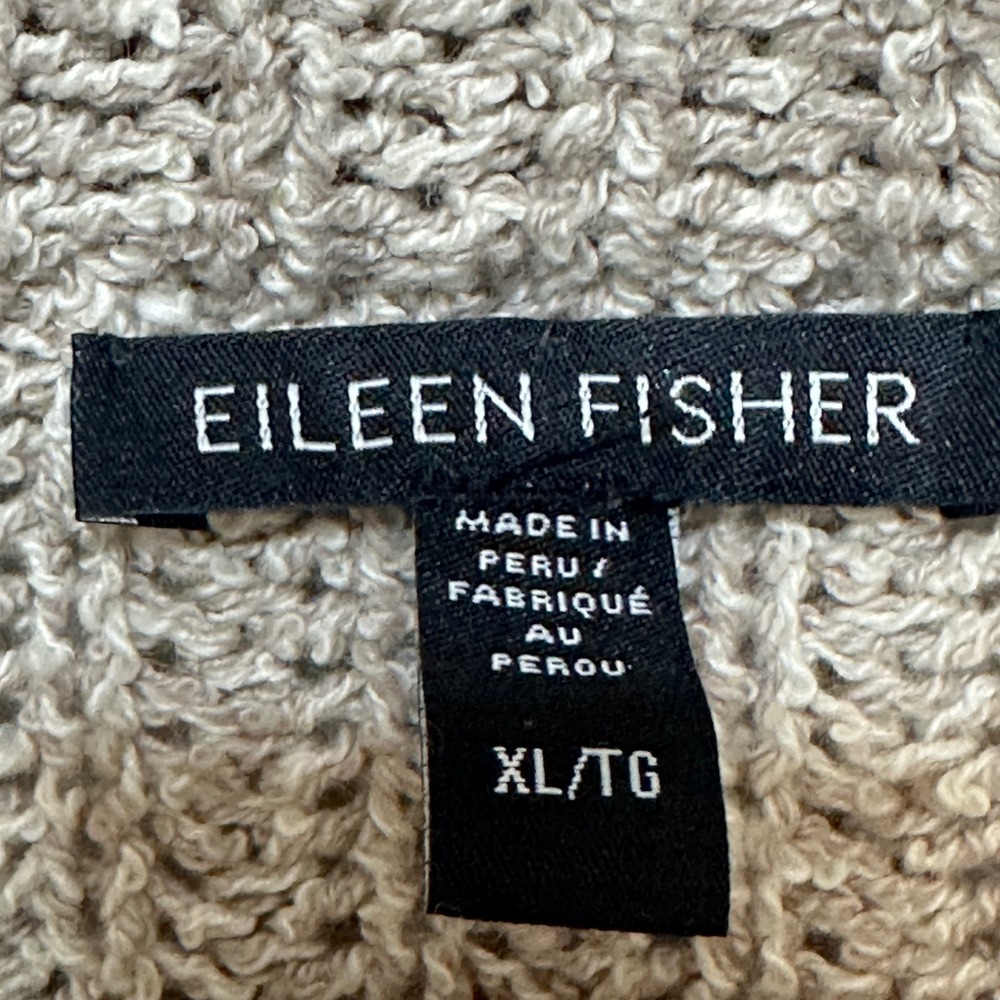 EILEEN FISHER
MADE IN
PERU /
FABRIQUÉ
AU
PEROU
XL/TG